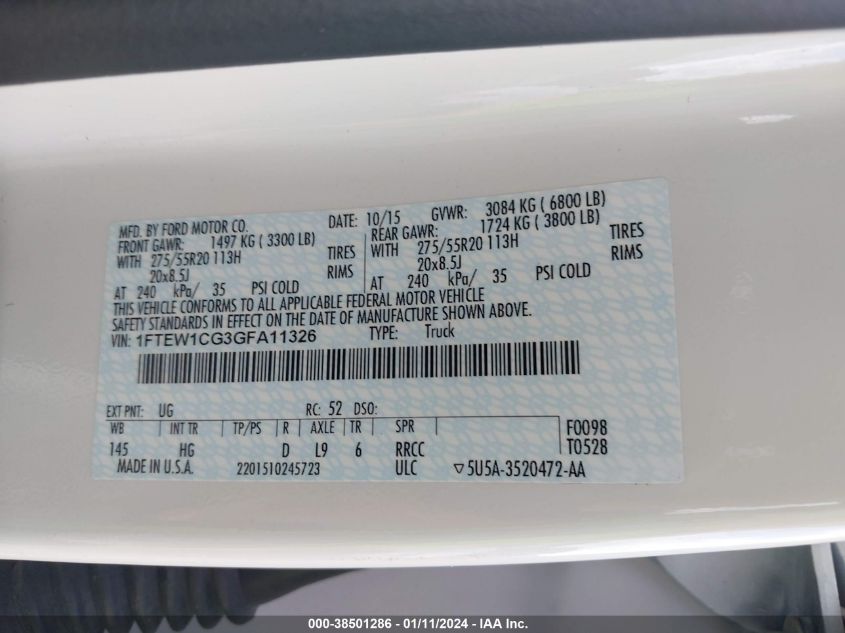 MFD. BY FORD MOTOR CO. DATE: 10/15 GVWR: 3084 KG ( 6800 LB)
FRONT GAWR: 1497 KG ( 3300 LB) REAR GAWR: 1724 KG ( 3800 LB)
WITH 275/55R20 113H TIRES WITH 275/55R20 113H TIRES
20x8.5J RIMS 20x8.5J RIMS
AT 240 kPa/ 35 PSI COLD AT 240 kPa/ 35 PSI COLD
THIS VEHICLE CONFORMS TO ALL APPLICABLE FEDERAL MOTOR VEHICLE
SAFETY STANDARDS IN EFFECT ON THE DATE OF MANUFACTURE SHOWN ABOVE.
VIN: 1FTEW1CG3GFA11326 TYPE: Truck
EXT PNT: UG RC: 52 DSO:
WB INT TR TP/PS R AXLE TR SPR F0098
145 HG D L9 6 RRCC T0528
MADE IN U.S.A. 2201510245723 ULC ▽5U5A-3520472-AA
000-38501286 - 01/11/2024 - IAA Inc.